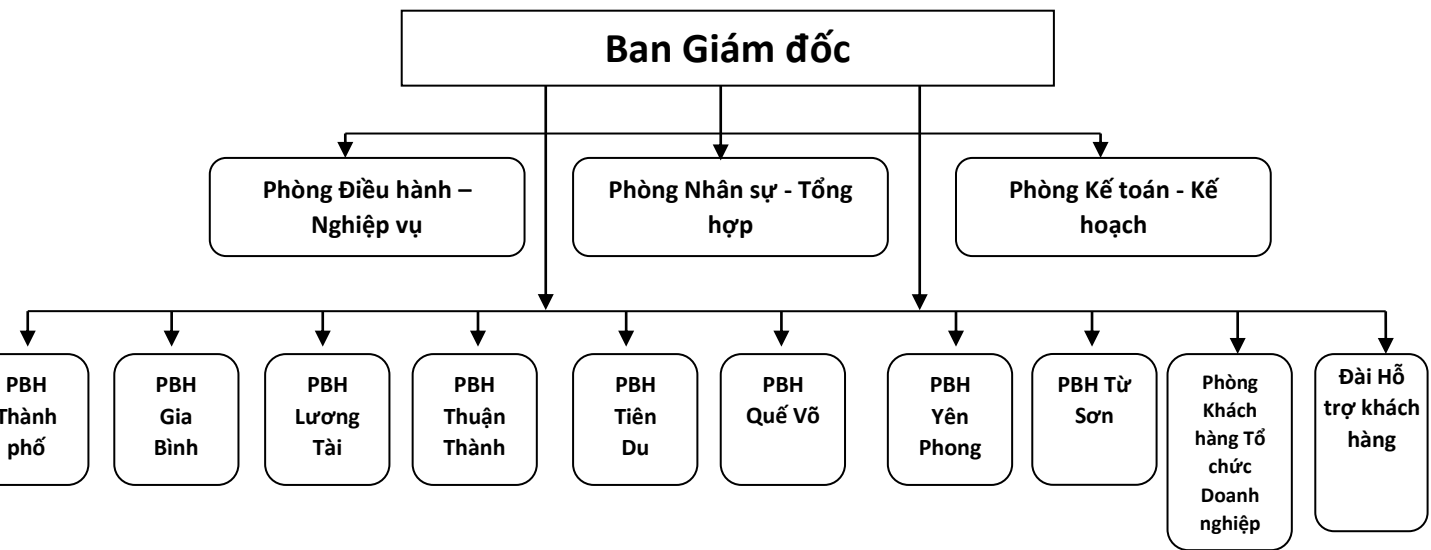 Ban Giám đốc
Phòng Điều hành –
Nghiệp vụ
Phòng Nhân sự - Tổng
hợp
Phòng Kế toán - Kế
hoạch
PBH
Thành
phố
PBH
Gia
Bình
PBH
Lương
Tài
PBH
Thuận
Thành
PBH
Tiên
Du
PBH
Quế Võ
PBH
Yên
Phong
PBH Từ
Sơn
Phòng
Khách
hàng Tổ
chức
Doanh
nghiệp
Đài Hỗ
trợ khách
hàng